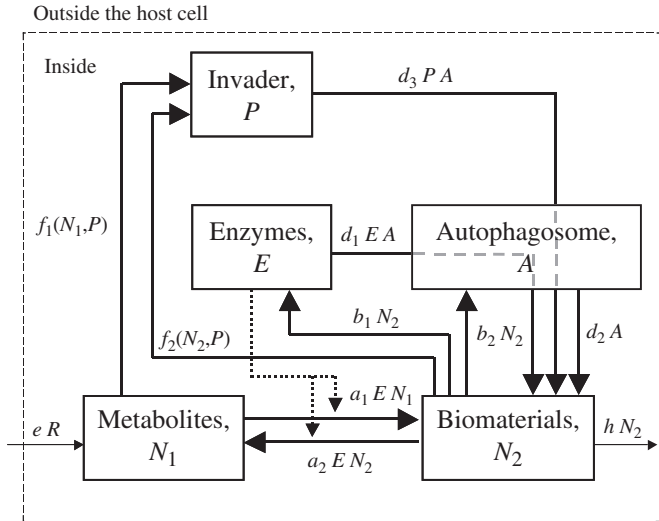 Outside the host cell
Inside
Invader,
P
d₃ P A
f₁(N₁,P)
Enzymes,
E
d₁ E A
Autophagosome,
A
b₁ N₂
f₂(N₂,P)
b₂ N₂
d₂ A
a₁ E N₁
e R
Metabolites,
N₁
Biomaterials,
N₂
h N₂
a₂ E N₂